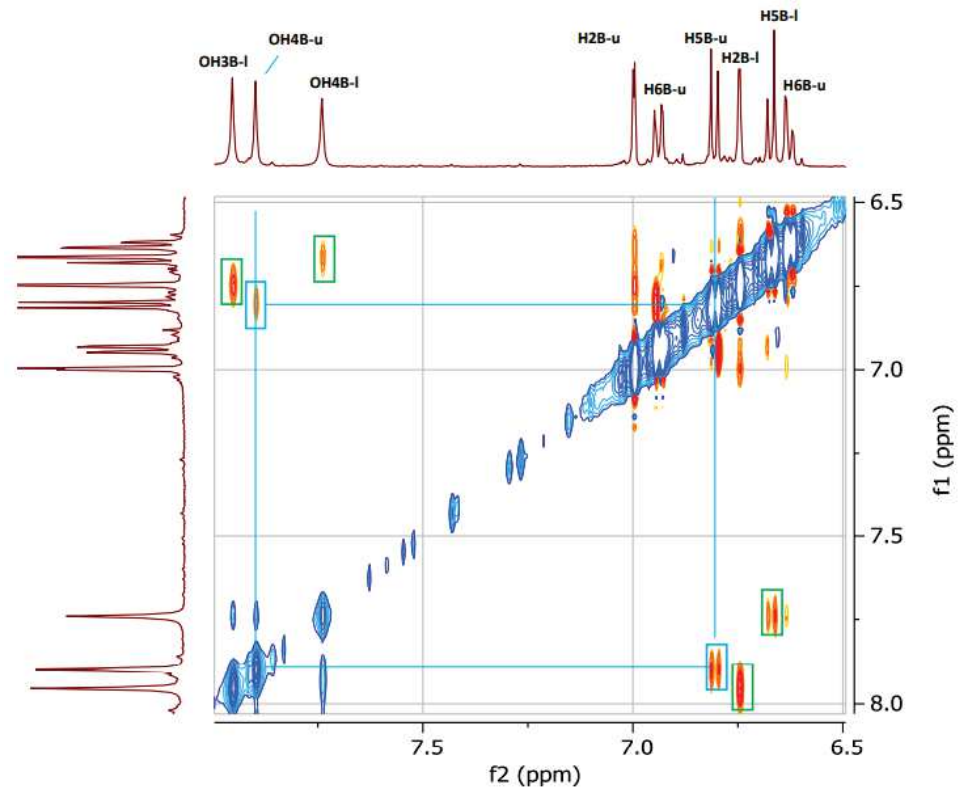 H5B-l
OH4B-u
H2B-u
H5B-u
OH3B-l
H2B-l
OH4B-l
H6B-u
H6B-u
6.5
7.0
7.5
8.0
f1 (ppm)
7.5
7.0
6.5
f2 (ppm)